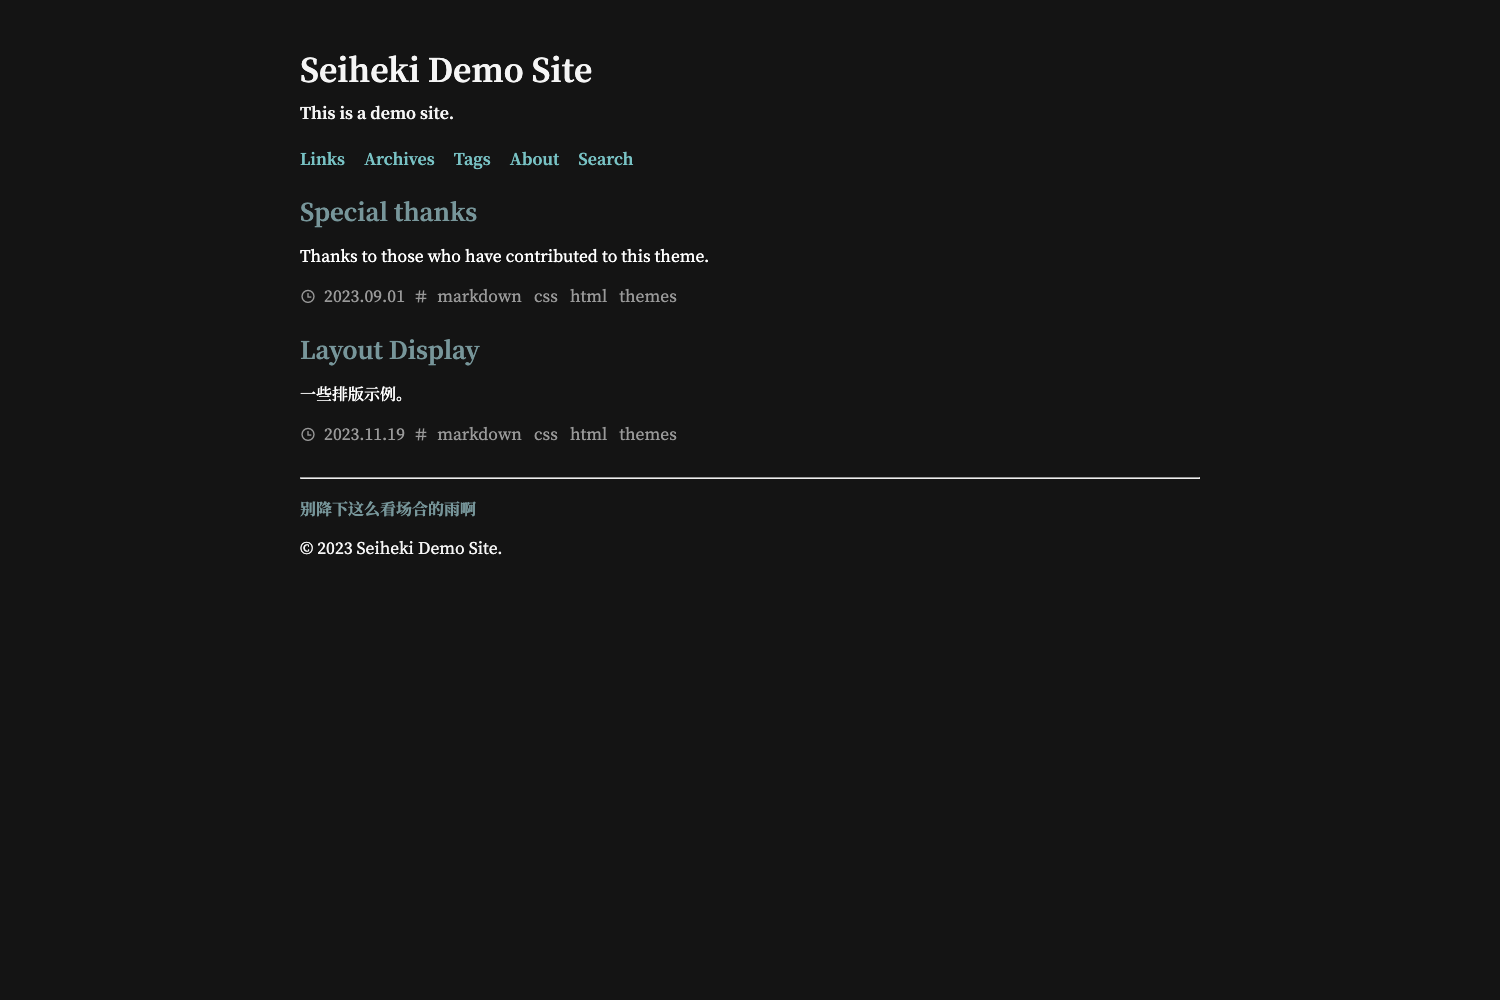 Seiheki Demo Site
This is a demo site.
Links Archives Tags About Search
Special thanks
Thanks to those who have contributed to this theme.
2023.09.01 # markdown css html themes
Layout Display
一些排版示例。
2023.11.19 # markdown css html themes
别降下这么看场合的雨啊
© 2023 Seiheki Demo Site.